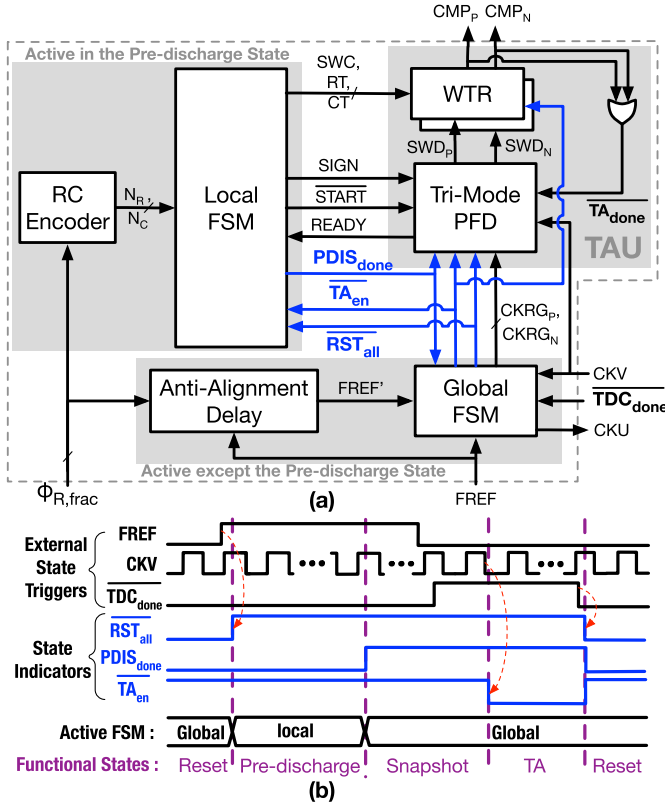 CMP_P CMP_N
Active in the Pre-discharge State
SWC,
RT,
CT
WTR
SWD_P SWD_N
RC
Encoder
N_R,
N_C
Local
FSM
SIGN
START
READY
Tri-Mode
PFD
TA_done
TAU
PDIS_done
TA_en
RST_all
CKRG_P,
CKRG_N
Anti-Alignment
Delay
FREF'
Global
FSM
CKV
TDC_done
CKU
Active except the Pre-discharge State
Φ_R,frac
(a)
FREF
External
State
Triggers
FREF
CKV
TDC_done
State
Indicators
RST_all
PDIS_done
TA_en
Active FSM : Global local Global
Functional States : Reset Pre-discharge Snapshot TA Reset
(b)